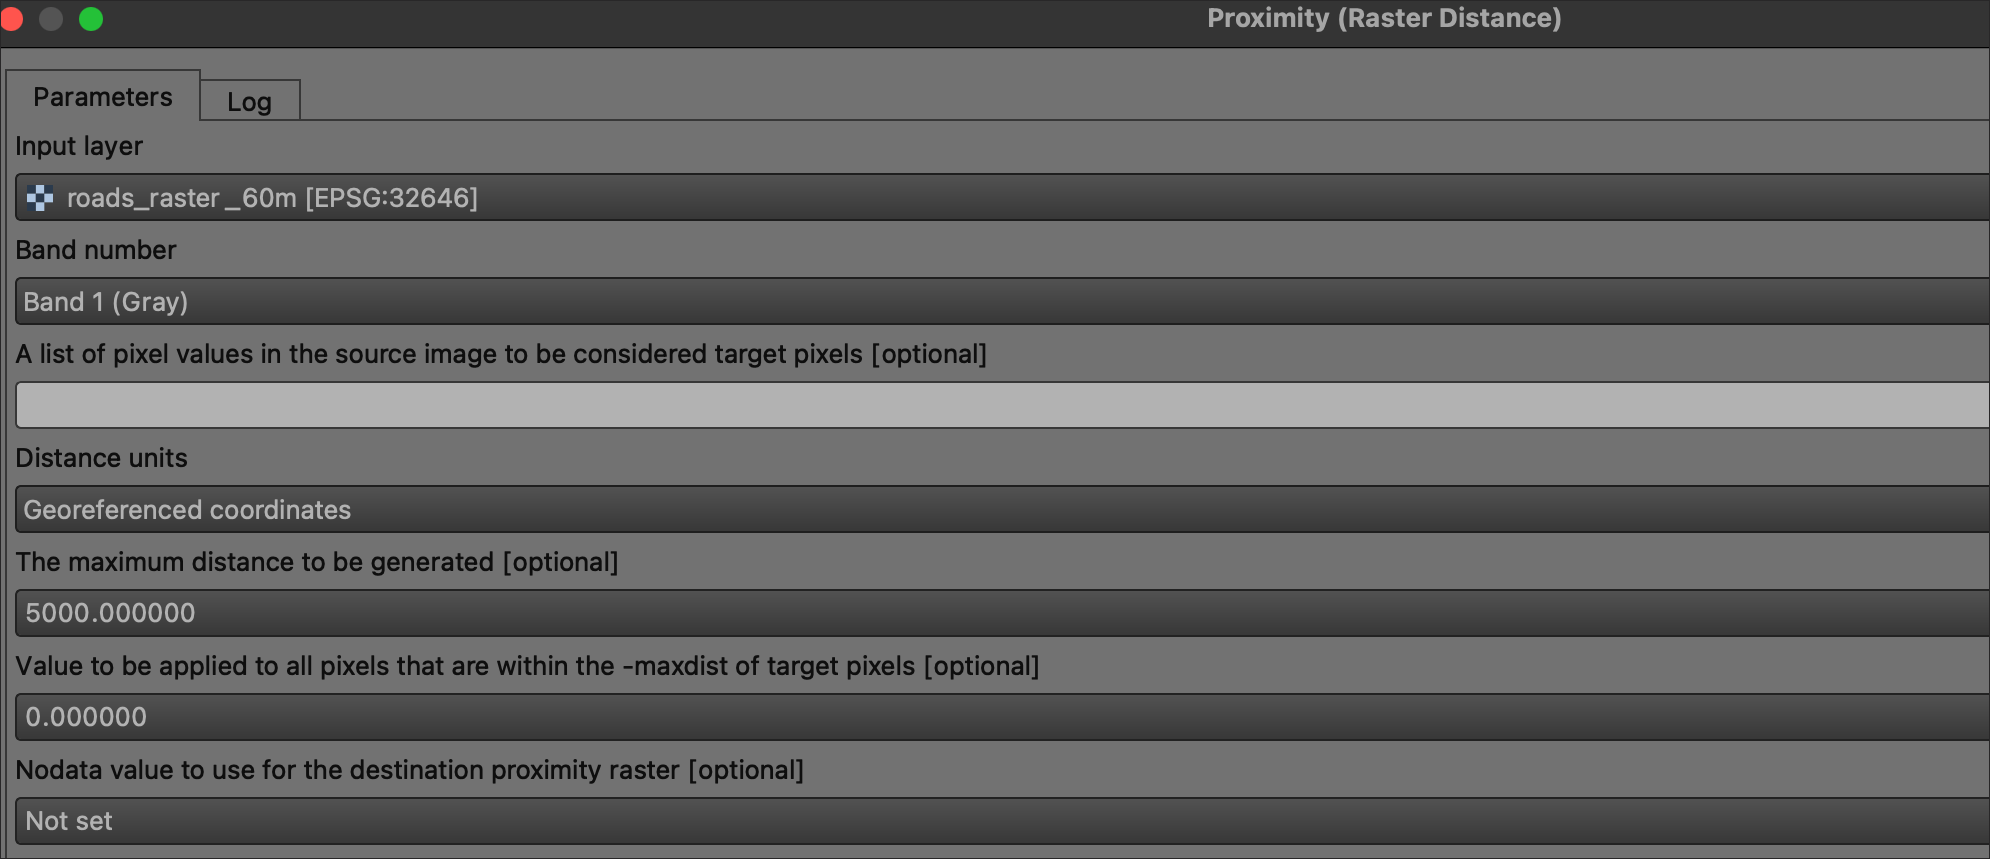 Proximity (Raster Distance)
Parameters
Log
Input layer
roads_raster _60m [EPSG:32646]
Band number
Band 1 (Gray)
A list of pixel values in the source image to be considered target pixels [optional]
Distance units
Georeferenced coordinates
The maximum distance to be generated [optional]
5000.000000
Value to be applied to all pixels that are within the -maxdist of target pixels [optional]
0.000000
Nodata value to use for the destination proximity raster [optional]
Not set